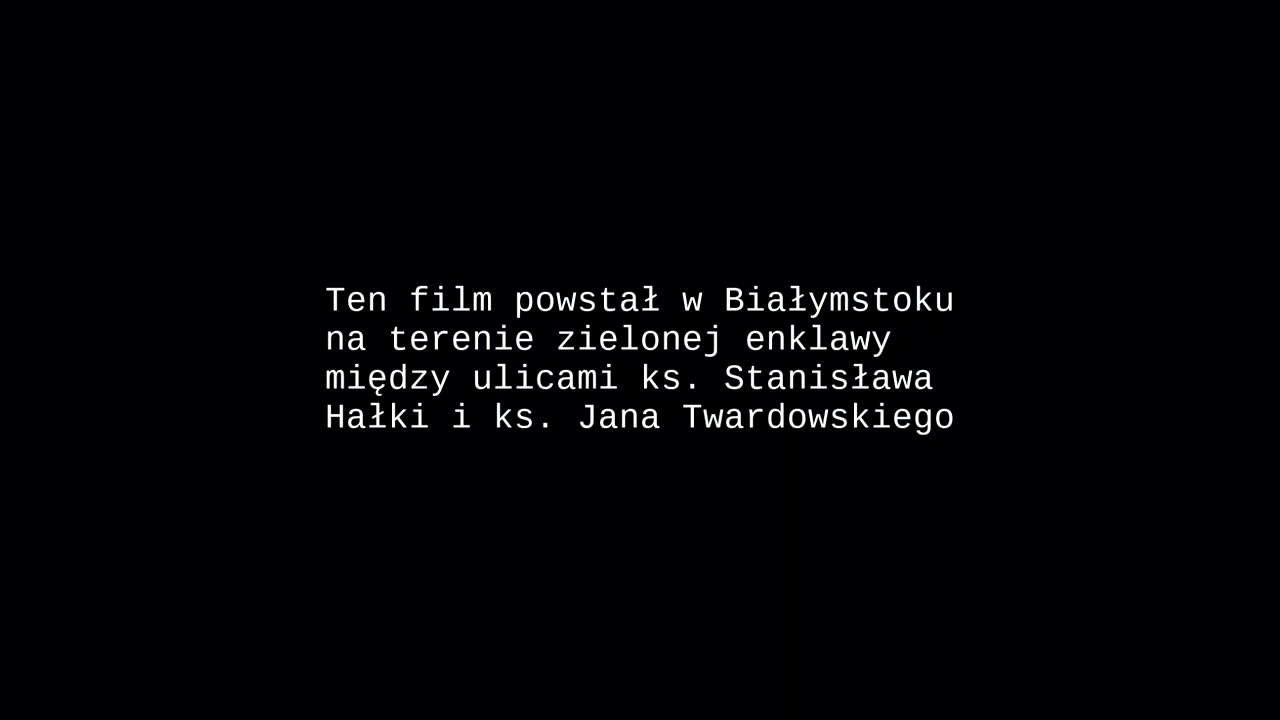 Ten film powstał w Białymstoku
na terenie zielonej enklawy
między ulicami ks. Stanisława
Hałki i ks. Jana Twardowskiego